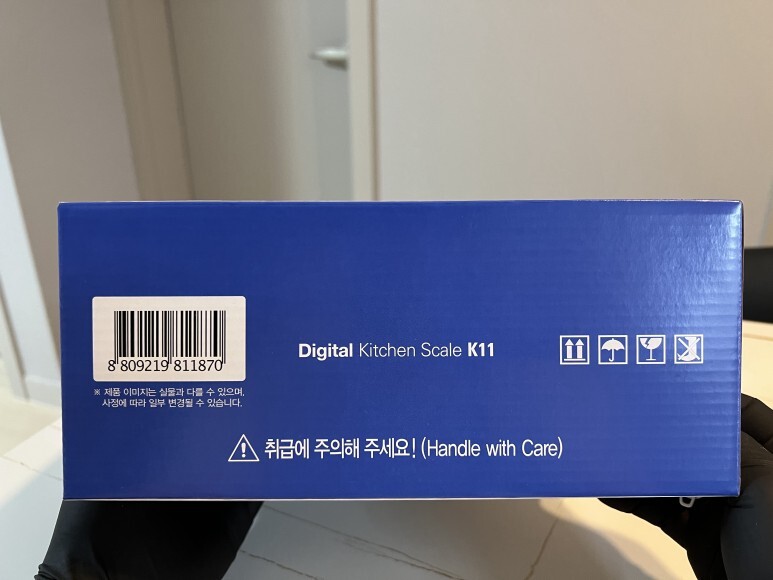 8 809219 811870
※ 제품 이미지는 실물과 다를 수 있으며,
사정에 따라 일부 변경될 수 있습니다.
Digital Kitchen Scale K11
취급에 주의해 주세요! (Handle with Care)